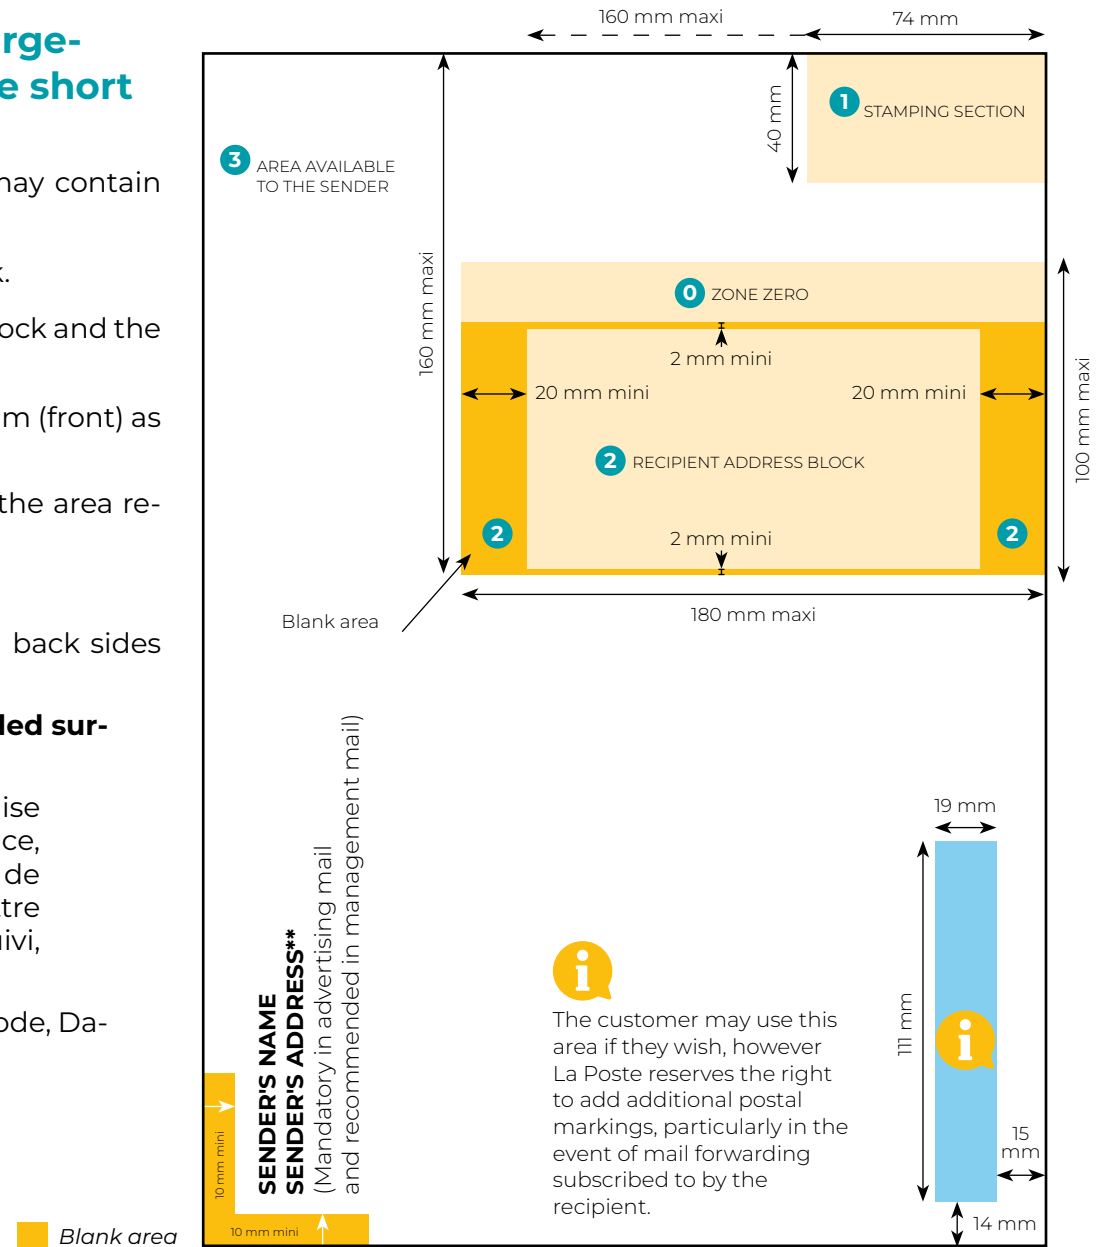 rge-
e short
may contain
k.
ock and the
m (front) as
the area re-
back sides
led sur-
ise
ce,
de
tre
ivi,
ode, Da-
160 mm maxi
74 mm
40 mm
1 STAMPING SECTION
3 AREA AVAILABLE
TO THE SENDER
160 mm maxi
0 ZONE ZERO
2 mm mini
20 mm mini
20 mm mini
100 mm maxi
2 RECIPIENT ADDRESS BLOCK
2
2 mm mini
2
180 mm maxi
Blank area
SENDER'S NAME
SENDER'S ADDRESS**
(Mandatory in advertising mail
and recommended in management mail)
10 mm mini
10 mm mini
i
The customer may use this
area if they wish, however
La Poste reserves the right
to add additional postal
markings, particularly in the
event of mail forwarding
subscribed to by the
recipient.
19 mm
111 mm
i
15
mm
14 mm
Blank area